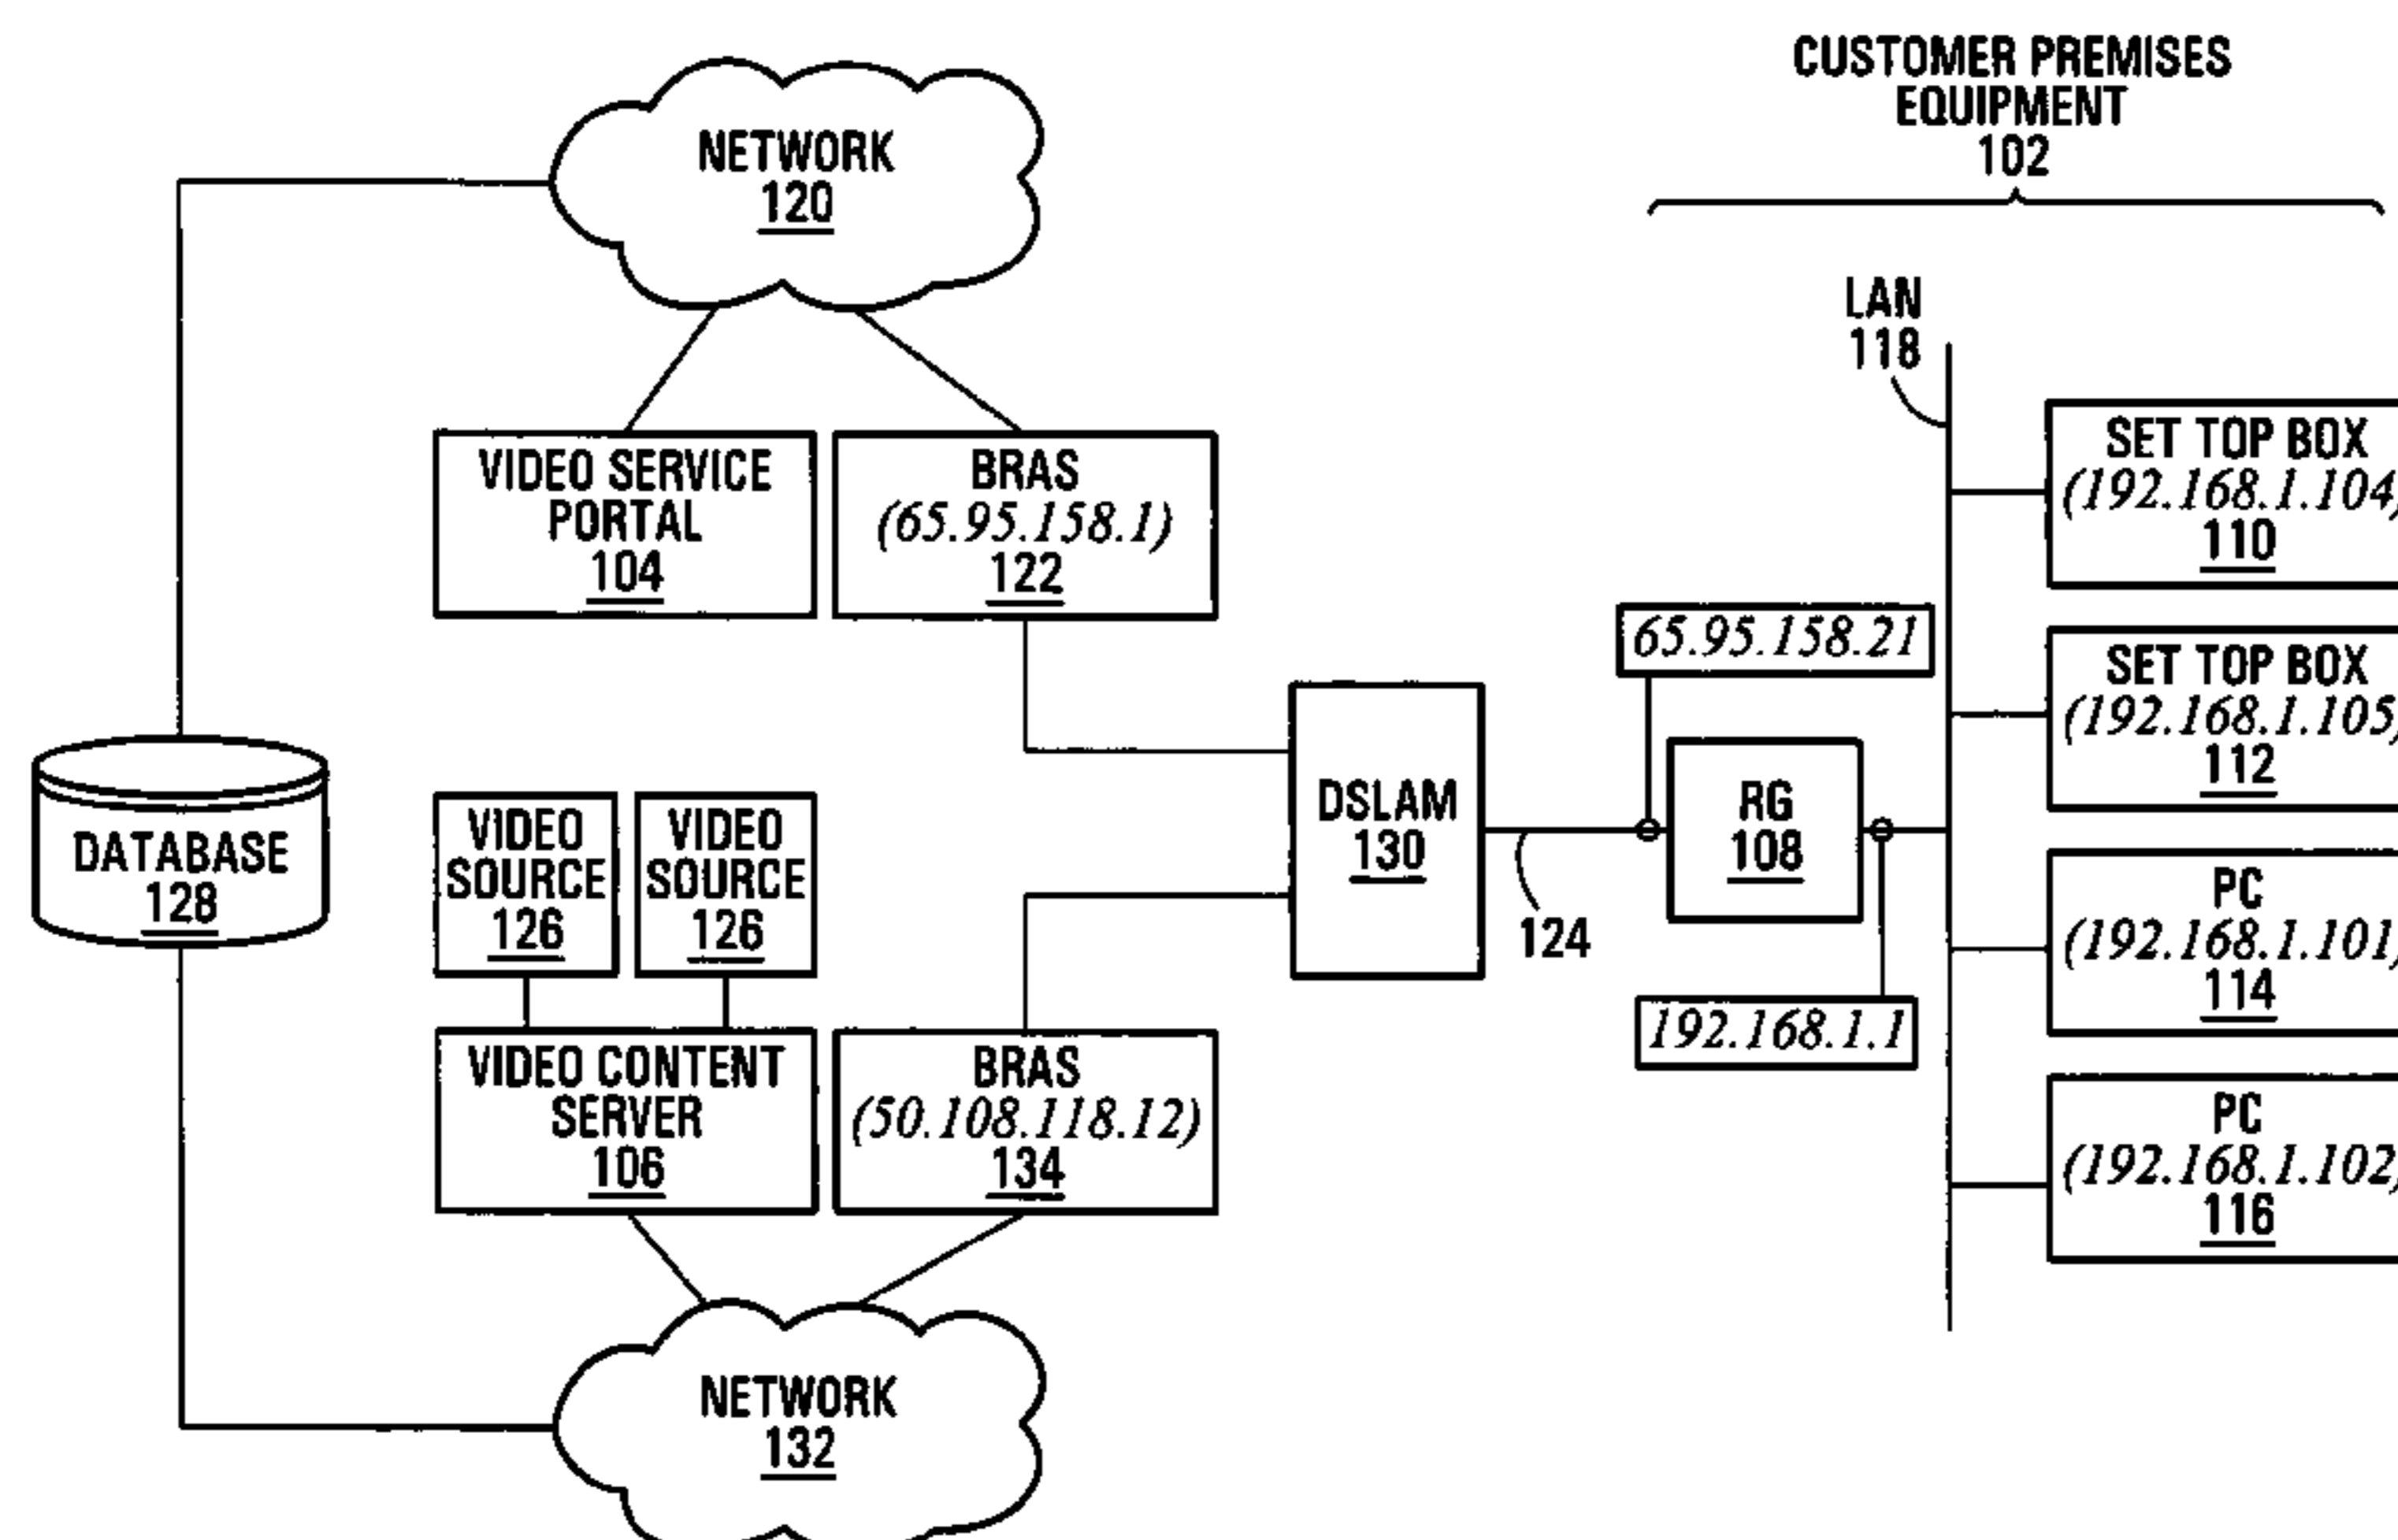 CUSTOMER PREMISES
EQUIPMENT
102
NETWORK
120
LAN
118
VIDEO SERVICE
PORTAL
104
BRAS
(65.95.158.1)
122
SET TOP BOX
(192.168.1.104)
110
65.95.158.21
SET TOP BOX
(192.168.1.105)
112
DATABASE
128
VIDEO
SOURCE
126
VIDEO
SOURCE
126
DSLAM
130
124
RG
108
192.168.1.1
PC
(192.168.1.101)
114
VIDEO CONTENT
SERVER
106
BRAS
(50.108.118.12)
134
PC
(192.168.1.102)
116
NETWORK
132